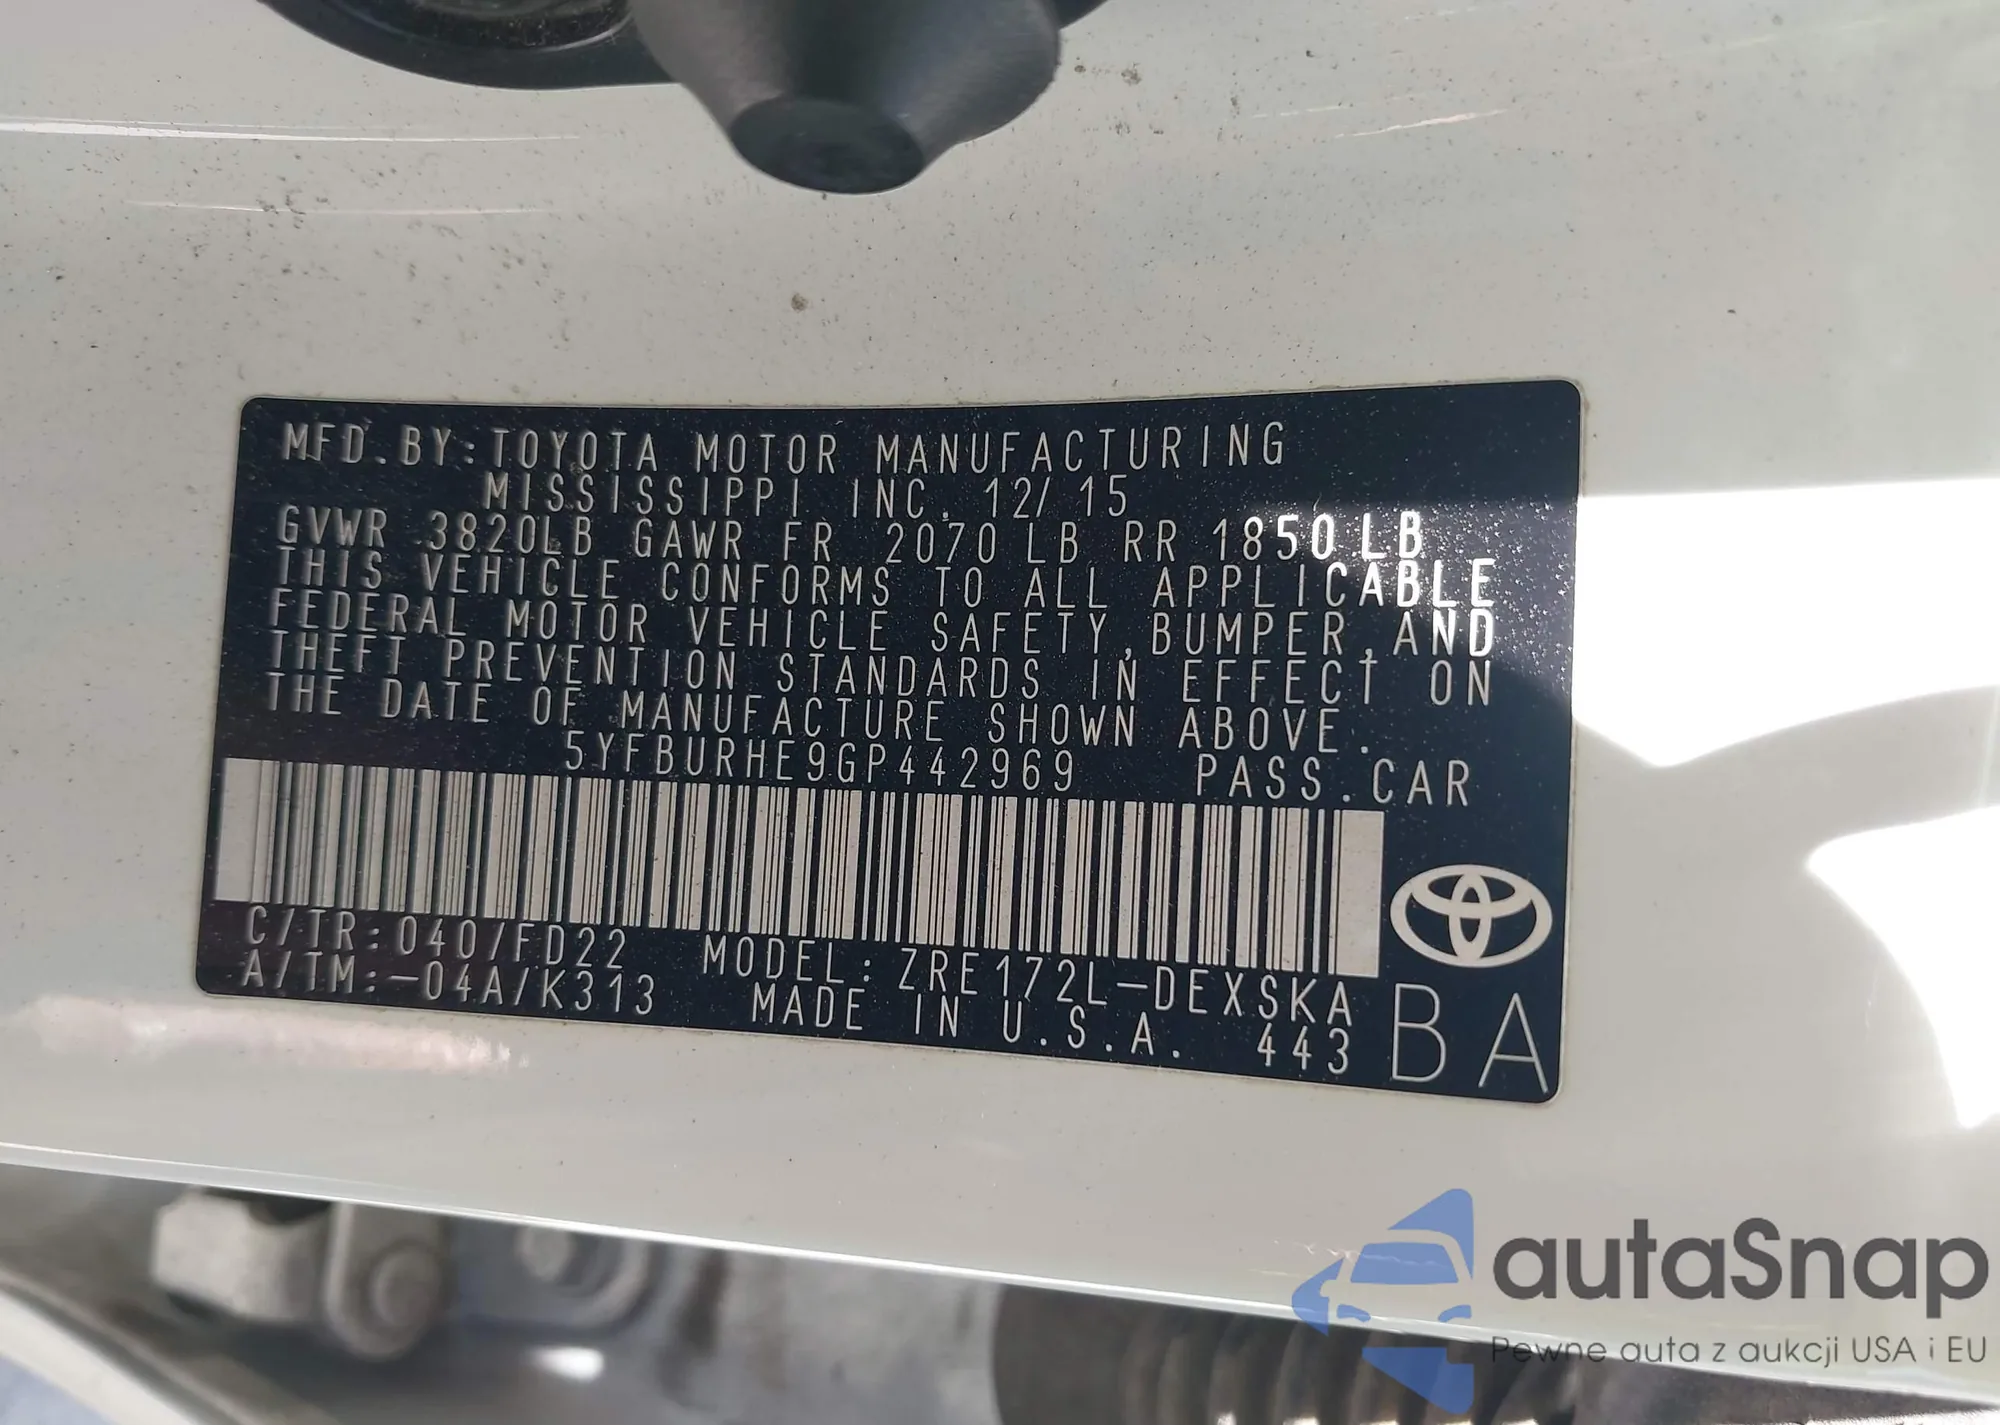 MFD.BY:TOYOTA MOTOR MANUFACTURING
MISSISSIPPI INC. 12/15
GVWR 3820LB GAWR FR 2070LB RR 1850LB
THIS VEHICLE CONFORMS TO ALL APPLICABLE
FEDERAL MOTOR VEHICLE SAFETY,BUMPER,AND
THEFT PREVENTION STANDARDS IN EFFECT ON
THE DATE OF MANUFACTURE SHOWN ABOVE.
5YFBURHE9GP442969 PASS.CAR
C/TR:040/FD22 MODEL:ZRE172L-DEXSKA
A/TM:-04A/K313 MADE IN U.S.A. 443
BA
autaSnap
Pewne auta z aukcji USA i EU